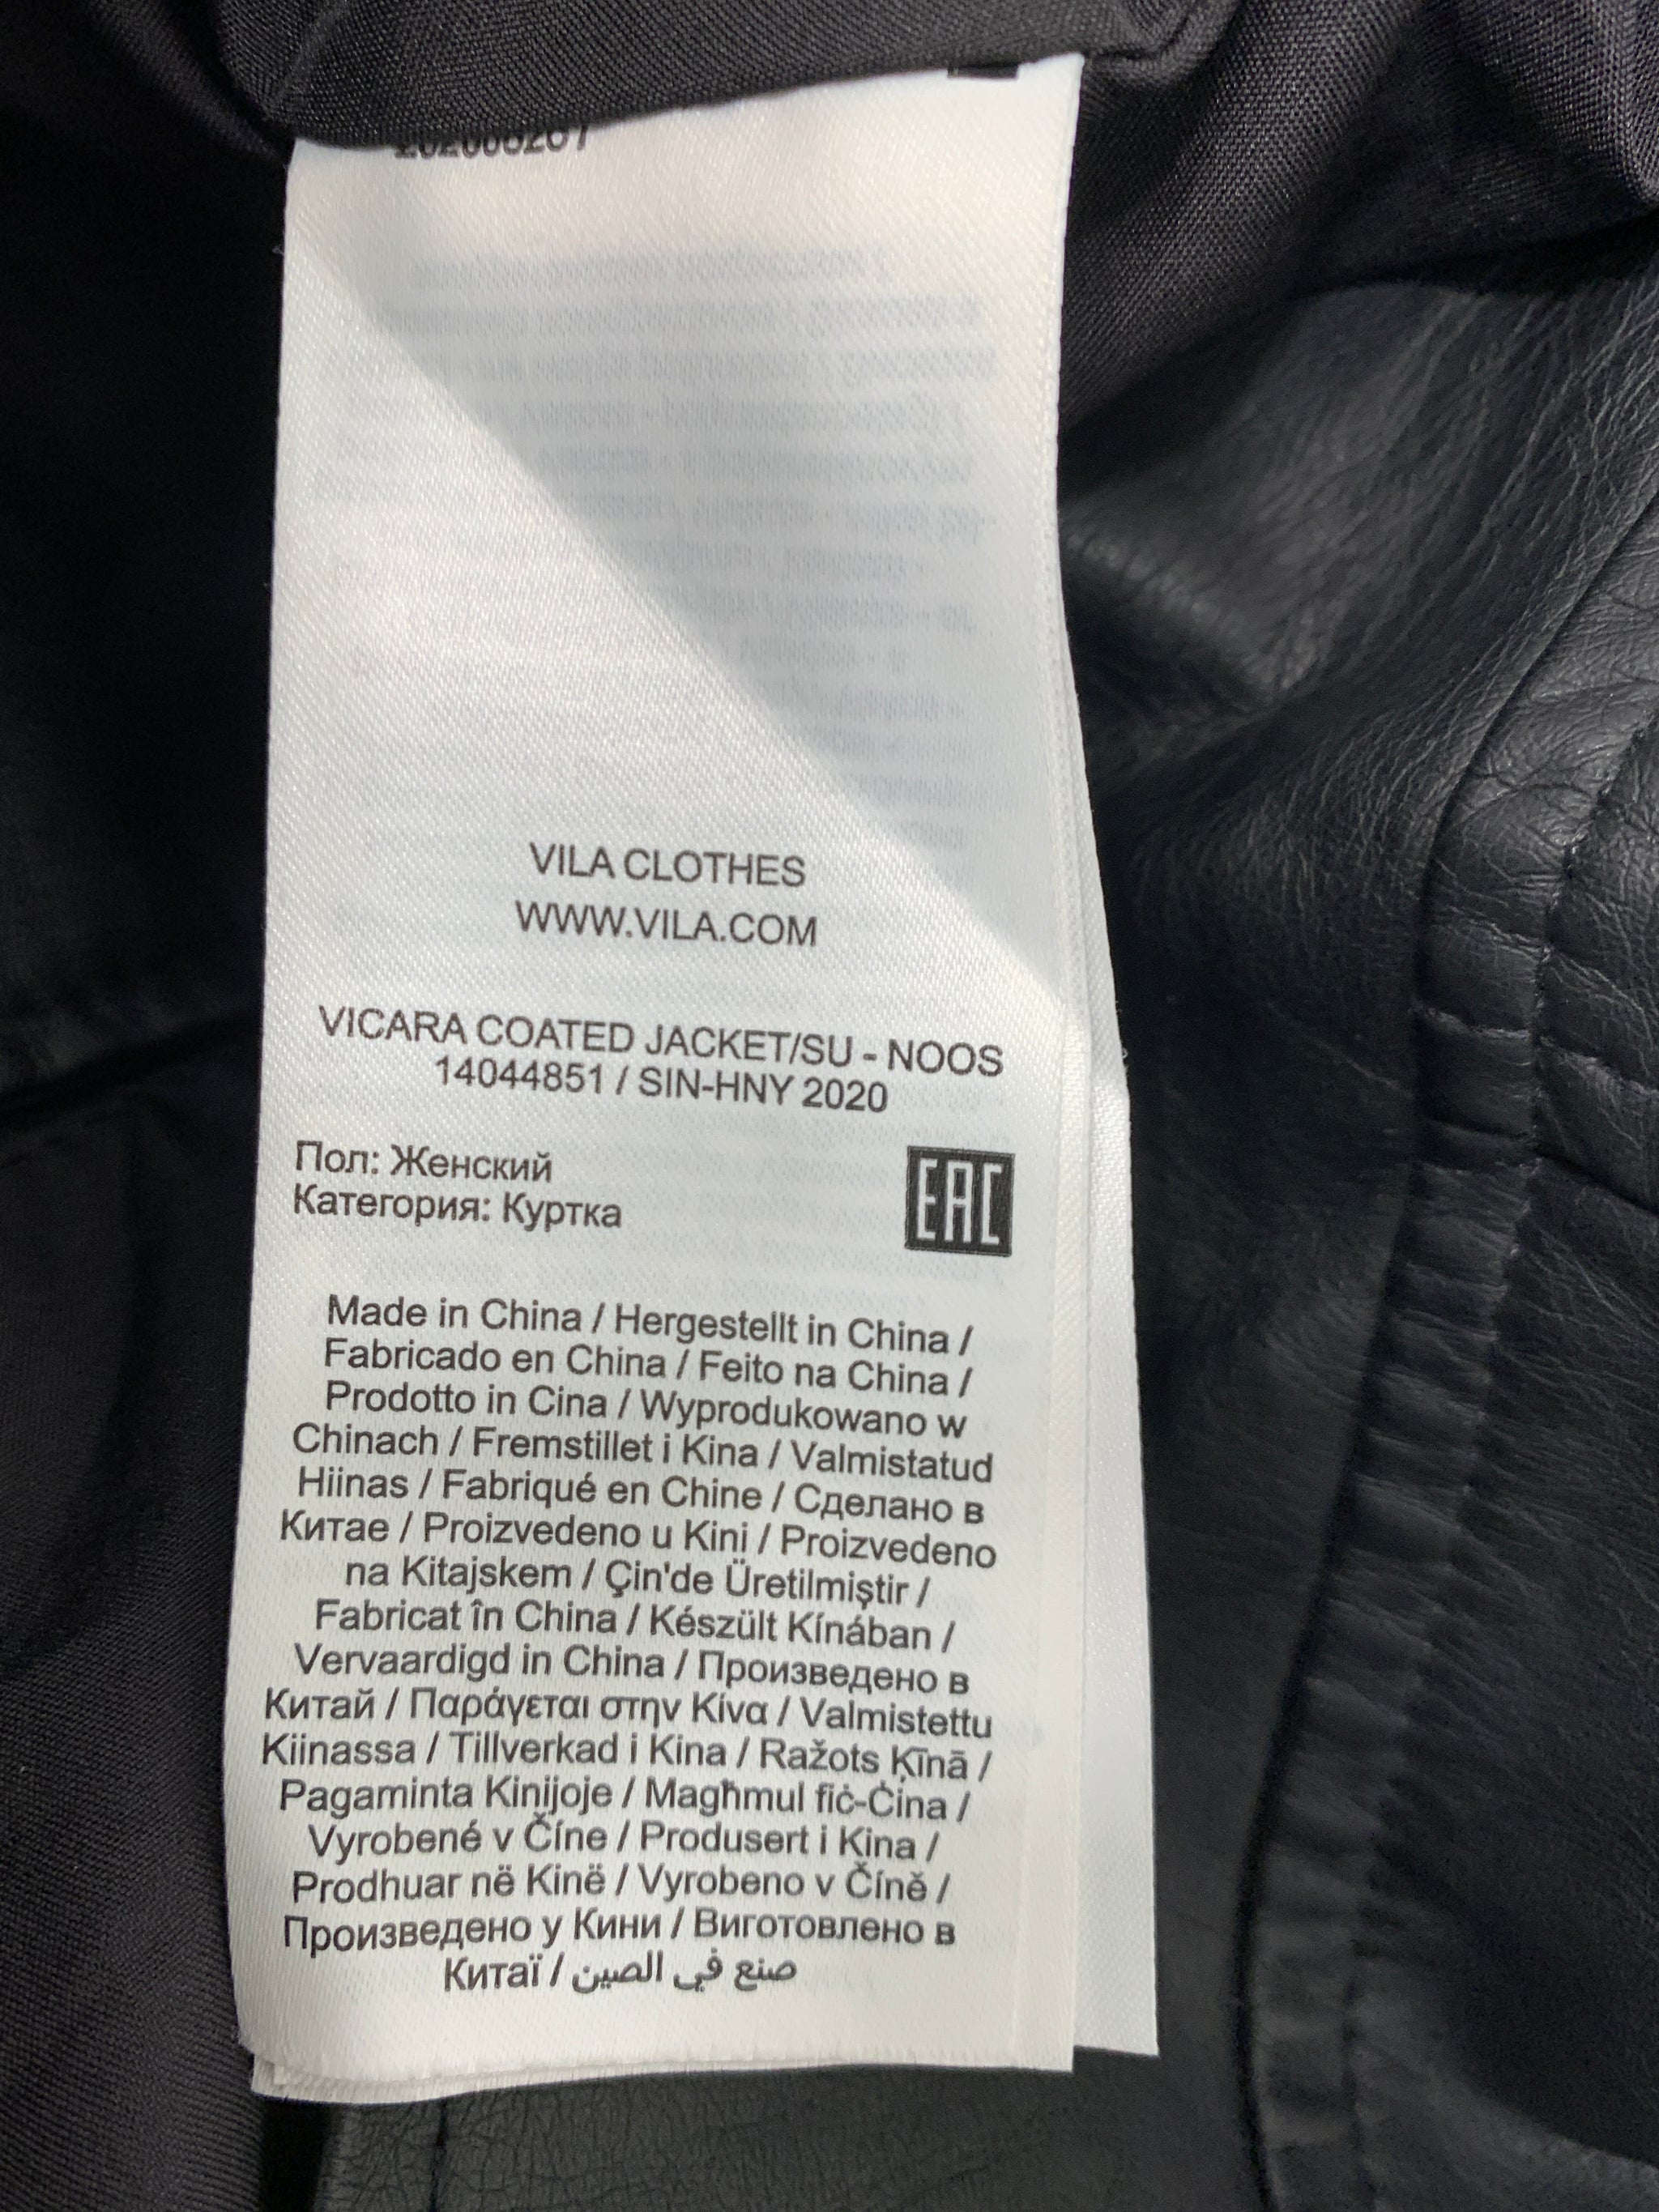 VILA CLOTHES
WWW.VILA.COM
VICARA COATED JACKET/SU - NOOS
14044851 / SIN-HNY 2020
Пол: Женский
Категория: Куртка
EAC
Made in China / Hergestellt in China /
Fabricado en China / Feito na China /
Prodotto in Cina / Wyprodukowano w
Chinach / Fremstillet i Kina / Valmistatud
Hiinas / Fabriqué en Chine / Сделано в
Китае / Proizvedeno u Kini / Proizvedeno
na Kitajskem / Çin'de Üretilmiştir /
Fabricat în China / Készült Kínában /
Vervaardigd in China / Произведено в
Китай / Παράγεται στην Κίνα / Valmistettu
Kiinassa / Tillverkad i Kina / Ražots Ķīnā /
Pagaminta Kinijoje / Magħmul fiċ-Ċina /
Vyrobené v Číne / Produsert i Kina /
Prodhuar në Kinë / Vyrobeno v Číně /
Произведено у Кини / Виготовлено в
Китаї / صنع في الصين